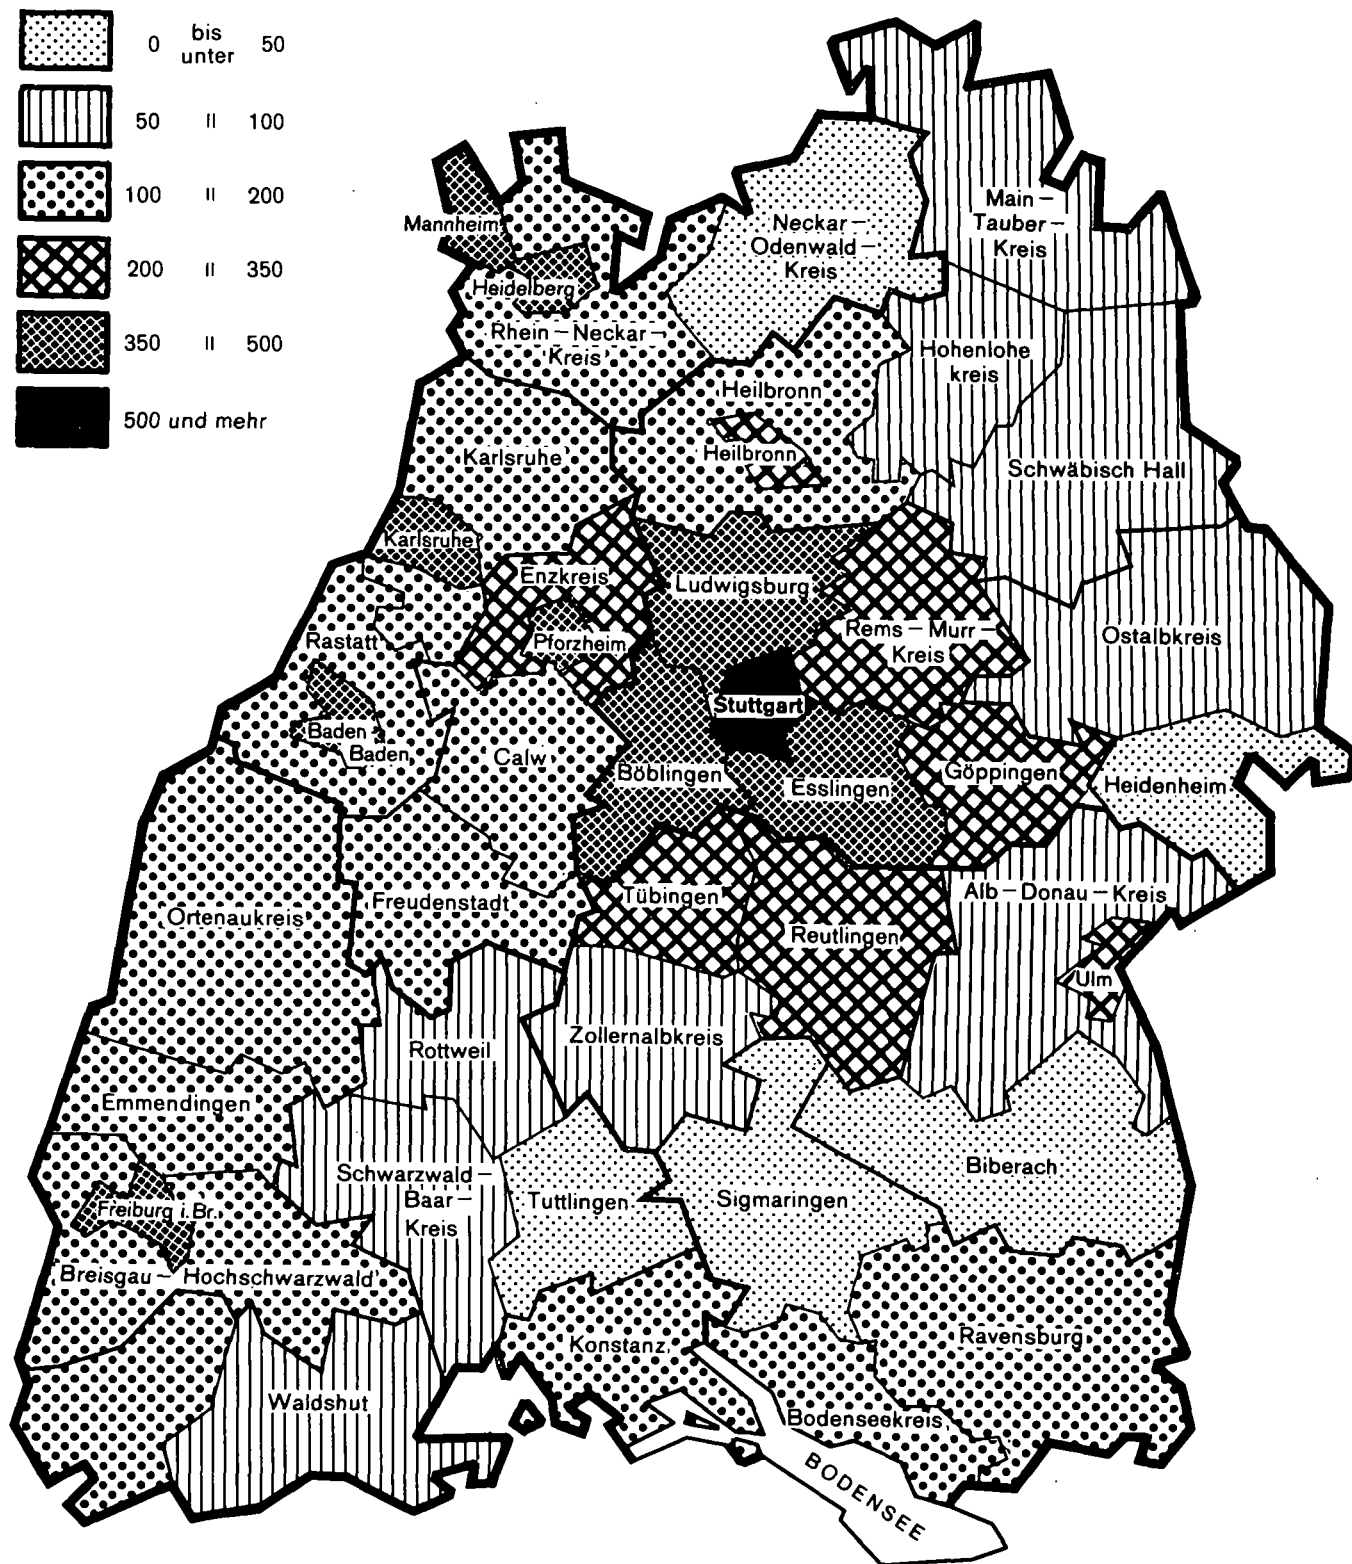 0 bis unter 50
50 " 100
100 " 200
200 " 350
350 " 500
500 und mehr
Main-
Tauber-
Kreis
Neckar-
Odenwald-
Kreis
Mannheim
Heidelberg
Rhein-Neckar-
Kreis
Hohenlohe
kreis
Heilbronn
Heilbronn
Karlsruhe
Schwäbisch Hall
Karlsruhe
Enzkreis
Ludwigsburg
Pforzheim
Rems-Murr-
Kreis
Ostalbkreis
Rastatt
Stuttgart
Baden
Baden
Calw
Böblingen
Esslingen
Göppingen
Heidenheim
Ortenaukreis
Freudenstadt
Tübingen
Reutlingen
Alb-Donau-Kreis
Ulm
Rottweil
Zollernalbkreis
Emmendingen
Schwarzwald-
Baar-
Kreis
Tuttlingen
Sigmaringen
Biberach
Freiburg i.Br.
Breisgau-Hochschwarzwald
Konstanz
Ravensburg
Waldshut
Bodenseekreis
BODENSEE